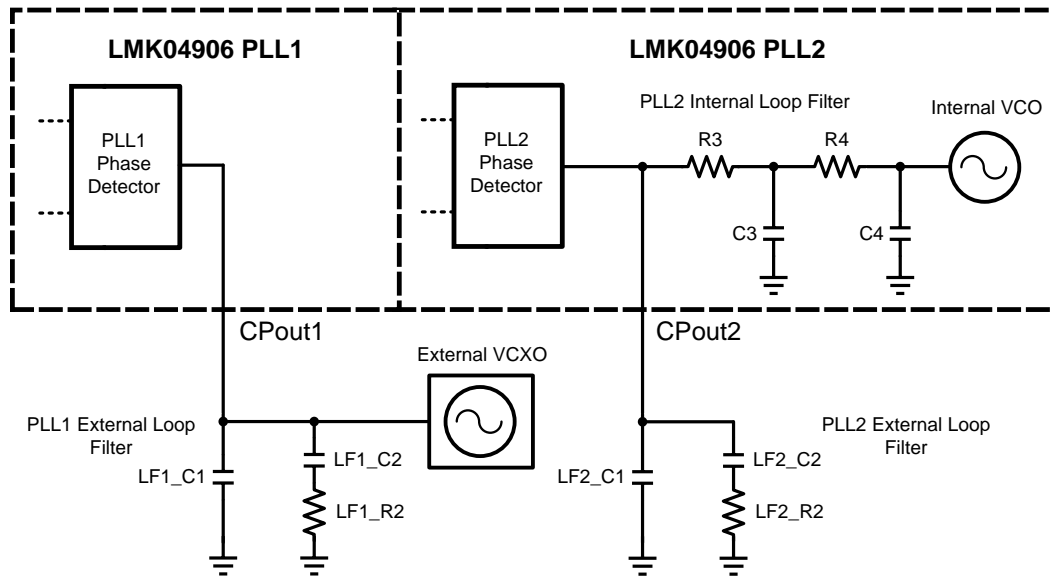 LMK04906 PLL1
PLL1
Phase
Detector
LMK04906 PLL2
PLL2
Phase
Detector
PLL2 Internal Loop Filter
R3
R4
C3
C4
Internal VCO
CPout1
CPout2
External VCXO
PLL1 External Loop
Filter
LF1_C1
LF1_C2
LF1_R2
LF2_C1
LF2_C2
LF2_R2
PLL2 External Loop
Filter